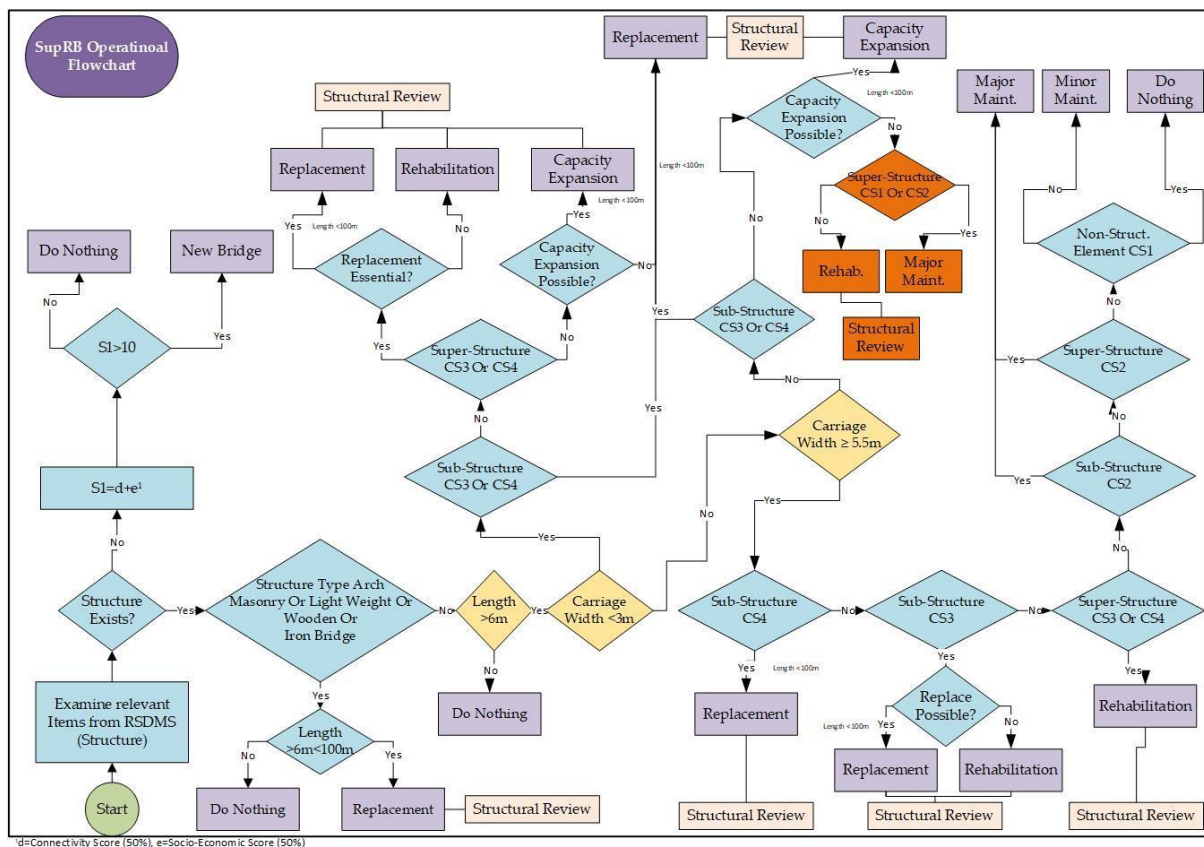 SupRB Operatinoal
Flowchart
Replacement
Structural
Review
Capacity
Expansion
Yes
Length <100m
Major
Maint.
Minor
Maint.
Do
Nothing
Structural Review
Capacity
Expansion
Possible?
No
Replacement
Rehabilitation
Capacity
Expansion
Length <100m
Super-Structure
CS1 Or CS2
No
Yes
Length <100m
Yes
Length <100m
No
Yes
No
No
Yes
Do Nothing
New Bridge
Replacement
Essential?
Capacity
Expansion
Possible?
No
Rehab.
Major
Maint.
Non-Struct.
Element CS1
No
No
Yes
S1>10
Yes
Sub-Structure
CS3 Or CS4
Structural
Review
No
Yes
Super-Structure
CS3 Or CS4
No
Yes
Super-Structure
CS2
No
Yes
No
Carriage
Width ≥ 5.5m
No
S1=d+e¹
Sub-Structure
CS3 Or CS4
Yes
Yes
Sub-Structure
CS2
No
Yes
No
No
Structure
Exists?
Yes
Structure Type Arch
Masonry Or Light Weight Or
Wooden Or
Iron Bridge
No
Length
>6m
Yes
Carriage
Width <3m
Sub-Structure
CS4
No
Sub-Structure
CS3
No
Super-Structure
CS3 Or CS4
No
Yes
Length <100m
Yes
Yes
Examine relevant
Items from RSDMS
(Structure)
Yes
Do Nothing
Replacement
Replace
Possible?
Rehabilitation
Length
>6m<100m
Length <100m
Yes
No
No
Yes
Replacement
Rehabilitation
Start
Do Nothing
Replacement
Structural Review
Structural Review
Structural Review
Structural Review
¹d=Connectivity Score (50%), e=Socio-Economic Score (50%)